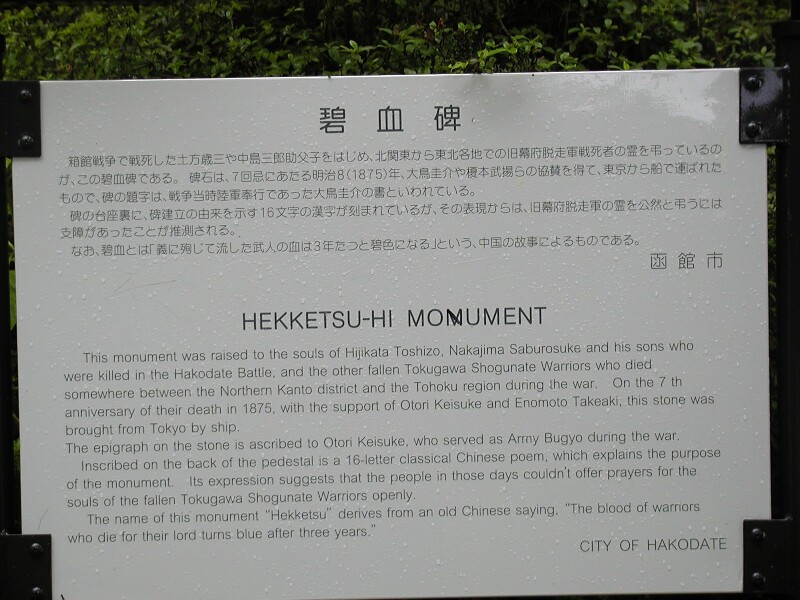 碧血碑
箱館戦争で戦死した土方歳三や中島三郎助父子をはじめ、北関東から東北各地での旧幕府脱走軍戦死者の霊を弔っているの
が、この碧血碑である。碑石は、7回忌にあたる明治8(1875)年、大鳥圭介や榎本武揚らの協賛を得て、東京から船で運ばれた
もので、碑の題字は、戦争当時陸軍奉行であった大鳥圭介の書といわれている。
碑の台座裏に、碑建立の由来を示す16文字の漢字が刻まれているが、その表現からは、旧幕府脱走軍の霊を公然と弔うには
支障があったことが推測される。
なお、碧血とは「義に殉じて流した武人の血は3年たつと碧色になる」という、中国の故事によるものである。
函館市
HEKKETSU-HI MONUMENT
This monument was raised to the souls of Hijikata Toshizo, Nakajima Saburosuke and his sons who
were killed in the Hakodate Battle, and the other fallen Tokugawa Shogunate Warriors who died
somewhere between the Northern Kanto district and the Tohoku region during the war. On the 7 th
anniversary of their death in 1875, with the support of Otori Keisuke and Enomoto Takeaki, this stone was
brought from Tokyo by ship.
The epigraph on the stone is ascribed to Otori Keisuke, who served as Army Bugyo during the war.
Inscribed on the back of the pedestal is a 16-letter classical Chinese poem, which explains the purpose
of the monument. Its expression suggests that the people in those days couldn't offer prayers for the
souls of the fallen Tokugawa Shogunate Warriors openly.
The name of this monument "Hekketsu" derives from an old Chinese saying, "The blood of warriors
who die for their lord turns blue after three years."
CITY OF HAKODATE